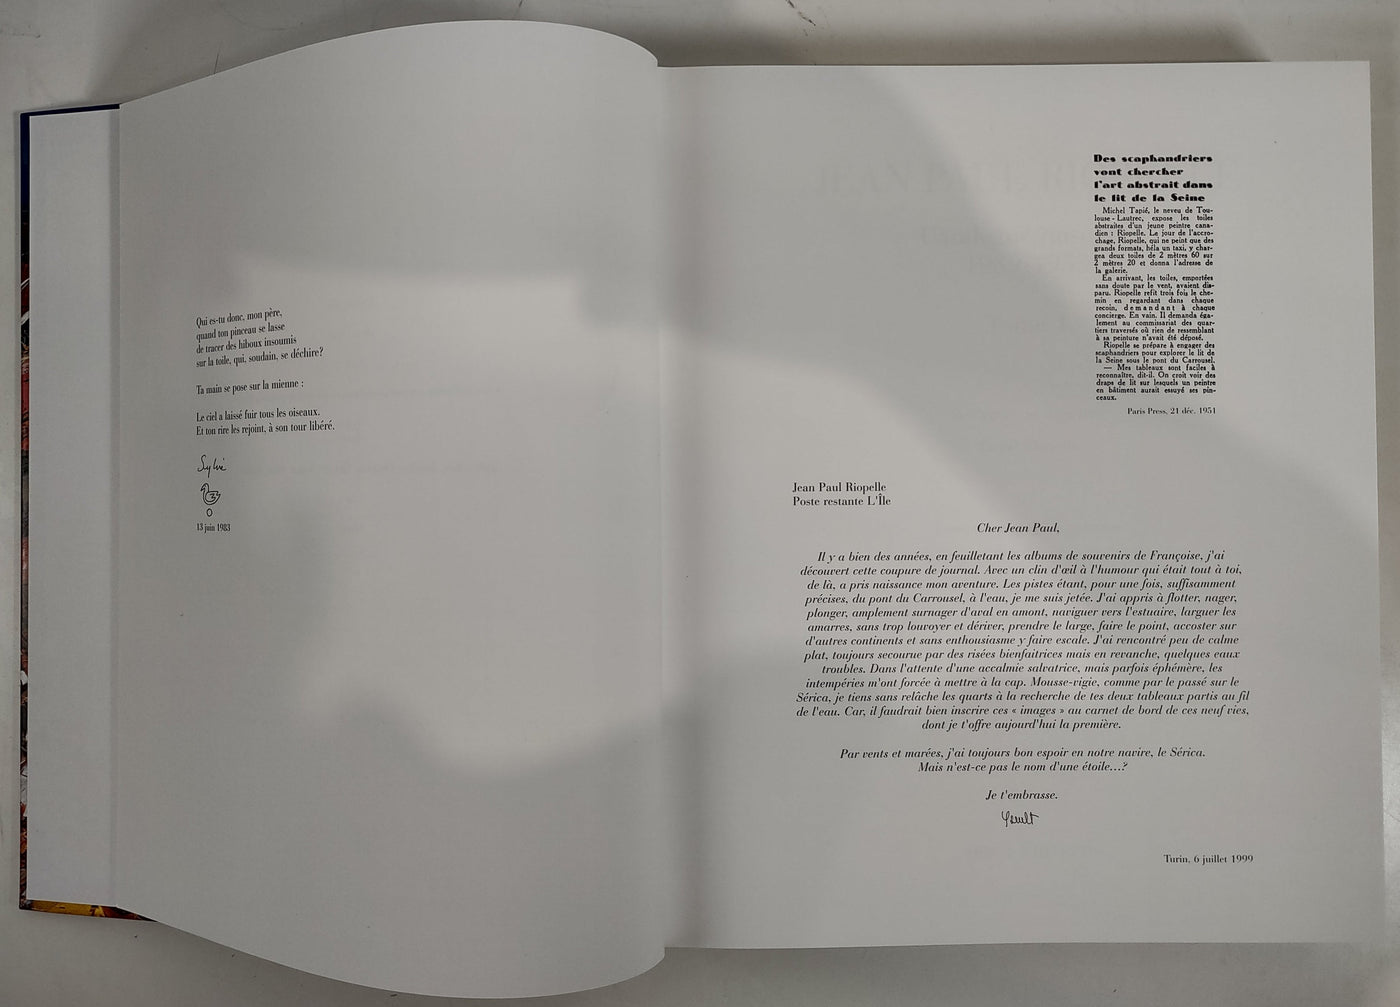 Qui es-tu donc, mon père,
quand ton pinceau se lasse
de tracer des hiboux insoumis
sur la toile, qui, soudain, se déchire?
Ta main se pose sur la mienne :
Le ciel a laissé fuir tous les oiseaux.
Et ton rire les rejoint, à son tour libéré.
Sylvie
13 juin 1983
Des scaphandriers
vont chercher
l'art abstrait dans
le lit de la Seine
Michel Tapié, le neveu de Tou-
louse-Lautrec, expose les toiles
abstraites d'un jeune peintre cana-
dien : Riopelle. Le jour de l'accro-
chage, Riopelle, qui ne peint que des
grands formats, héla un taxi, y char-
gea deux toiles de 2 mètres 60 sur
2 mètres 20 et donna l'adresse de
la galerie.
En arrivant, les toiles, emportées
sans doute par le vent, avaient dis-
paru. Riopelle refit trois fois le che-
min en regardant dans chaque
recoin, demandant à chaque
concierge. En vain. Il demanda éga-
lement au commissariat des quar-
tiers traversés où rien de ressemblant
à sa peinture n'avait été déposé.
Riopelle se prépare à engager des
scaphandriers pour explorer le lit de
la Seine sous le pont du Carrousel.
— Mes tableaux sont faciles à
reconnaître, dit-il. On croit voir des
draps de lit sur lesquels un peintre
en bâtiment aurait essuyé ses pin-
ceaux.
Paris Press, 21 déc. 1951
Jean Paul Riopelle
Poste restante L'Île
Cher Jean Paul,
Il y a bien des années, en feuilletant les albums de souvenirs de Françoise, j'ai
découvert cette coupure de journal. Avec un clin d'œil à l'humour qui était tout à toi,
de là, a pris naissance mon aventure. Les pistes étant, pour une fois, suffisamment
précises, du pont du Carrousel, à l'eau, je me suis jetée. J'ai appris à flotter, nager,
plonger, amplement surnager d'aval en amont, naviguer vers l'estuaire, larguer les
amarres, sans trop louvoyer et dériver, prendre le large, faire le point, accoster sur
d'autres continents et sans enthousiasme y faire escale. J'ai rencontré peu de calme
plat, toujours secourue par des risées bienfaitrices mais en revanche, quelques eaux
troubles. Dans l'attente d'une accalmie salvatrice, mais parfois éphémère, les
intempéries m'ont forcée à mettre à la cap. Mousse-vigie, comme par le passé sur le
Sérica, je tiens sans relâche les quarts à la recherche de tes deux tableaux partis au fil
de l'eau. Car, il faudrait bien inscrire ces « images » au carnet de bord de ces neuf vies,
dont je t'offre aujourd'hui la première.
Par vents et marées, j'ai toujours bon espoir en notre navire, le Sérica.
Mais n'est-ce pas le nom d'une étoile...?
Je t'embrasse.
Yseult
Turin, 6 juillet 1999